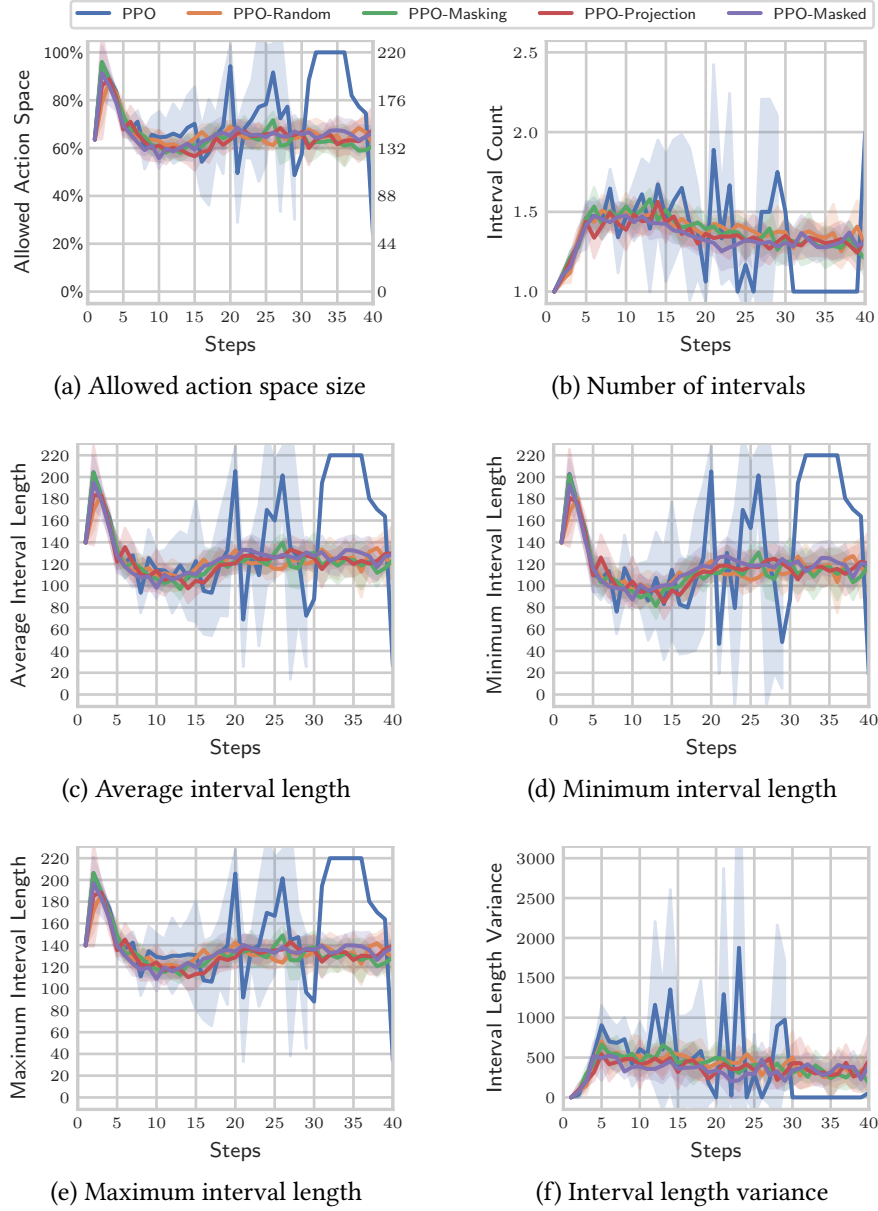 PPO PPO-Random PPO-Masking PPO-Projection PPO-Masked
100%
80%
60%
40%
20%
0%
220
176
132
88
44
0
Allowed Action Space
0 5 10 15 20 25 30 35 40
Steps
(a) Allowed action space size
2.5
2.0
1.5
1.0
Interval Count
0 5 10 15 20 25 30 35 40
Steps
(b) Number of intervals
220
200
180
160
140
120
100
80
60
40
20
0
Average Interval Length
0 5 10 15 20 25 30 35 40
Steps
(c) Average interval length
220
200
180
160
140
120
100
80
60
40
20
0
Minimum Interval Length
0 5 10 15 20 25 30 35 40
Steps
(d) Minimum interval length
220
200
180
160
140
120
100
80
60
40
20
0
Maximum Interval Length
0 5 10 15 20 25 30 35 40
Steps
(e) Maximum interval length
3000
2500
2000
1500
1000
500
0
Interval Length Variance
0 5 10 15 20 25 30 35 40
Steps
(f) Interval length variance